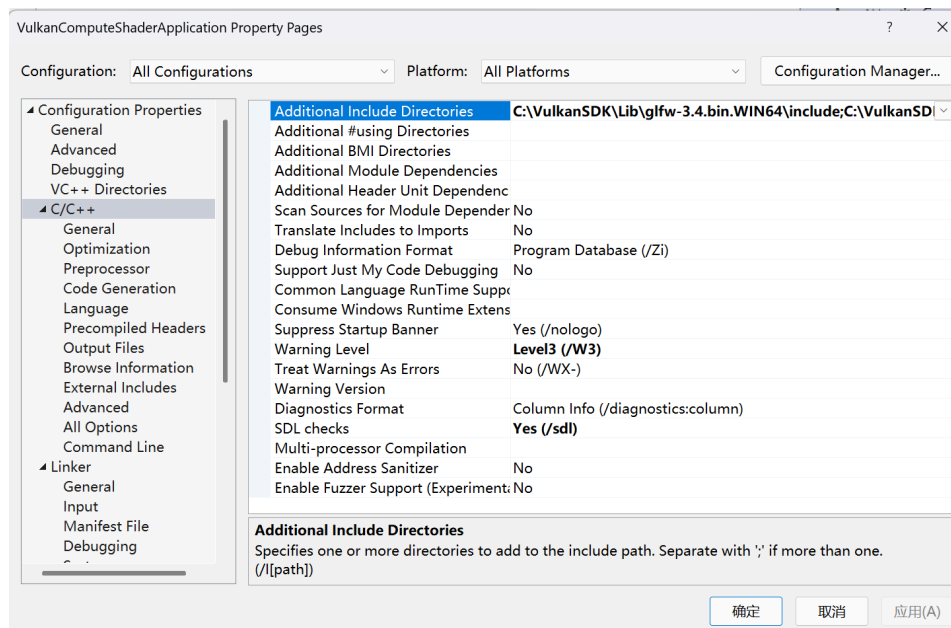 VulkanComputeShaderApplication Property Pages ? ×
Configuration: All Configurations Platform: All Platforms Configuration Manager...
Configuration Properties
General
Advanced
Debugging
VC++ Directories
C/C++
General
Optimization
Preprocessor
Code Generation
Language
Precompiled Headers
Output Files
Browse Information
External Includes
Advanced
All Options
Command Line
Linker
General
Input
Manifest File
Debugging
Additional Include Directories C:\VulkanSDK\Lib\glfw-3.4.bin.WIN64\include;C:\VulkanSD
Additional #using Directories
Additional BMI Directories
Additional Module Dependencies
Additional Header Unit Dependenc
Scan Sources for Module Depender No
Translate Includes to Imports No
Debug Information Format Program Database (/Zi)
Support Just My Code Debugging No
Common Language RunTime Suppo
Consume Windows Runtime Extens
Suppress Startup Banner Yes (/nologo)
Warning Level Level3 (/W3)
Treat Warnings As Errors No (/WX-)
Warning Version
Diagnostics Format Column Info (/diagnostics:column)
SDL checks Yes (/sdl)
Multi-processor Compilation
Enable Address Sanitizer No
Enable Fuzzer Support (Experimenta No
Additional Include Directories
Specifies one or more directories to add to the include path. Separate with ';' if more than one.
(/I[path])
确定 取消 应用(A)